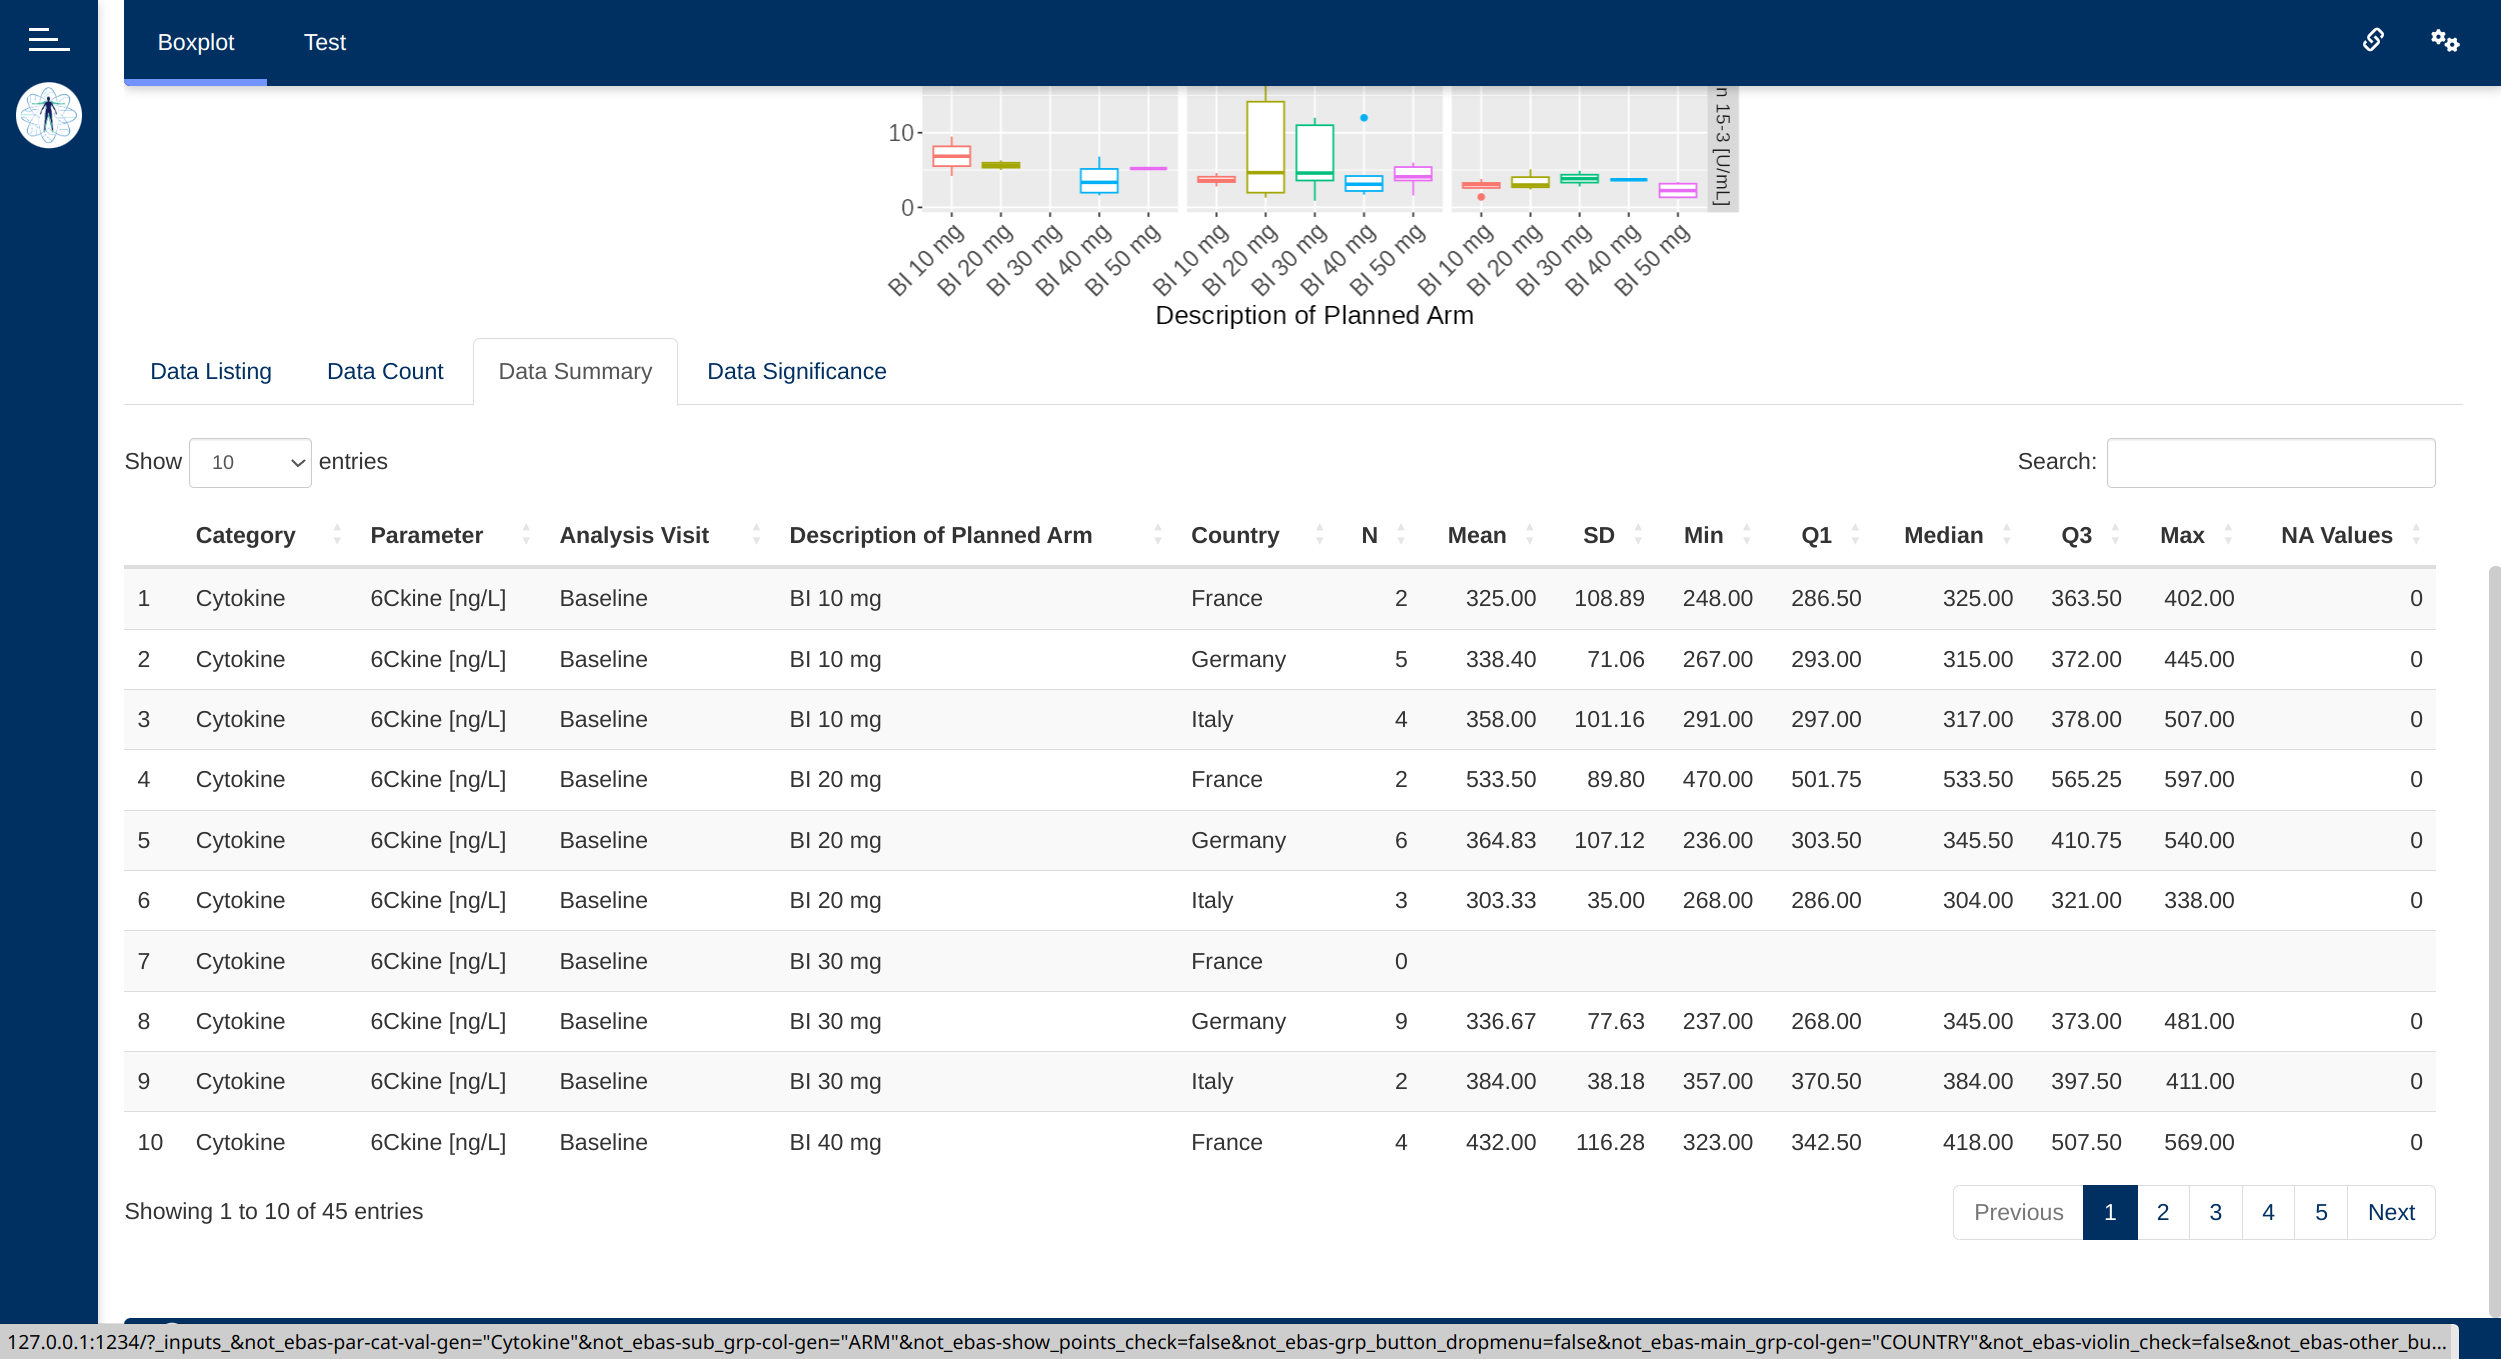 Boxplot Test
n 15-3 [U/mL]
10
0
BI 10 mg BI 20 mg BI 30 mg BI 40 mg BI 50 mg BI 10 mg BI 20 mg BI 30 mg BI 40 mg BI 50 mg BI 10 mg BI 20 mg BI 30 mg BI 40 mg BI 50 mg
Description of Planned Arm
Data Listing Data Count Data Summary Data Significance
Show 10 entries Search:
Category Parameter Analysis Visit Description of Planned Arm Country N Mean SD Min Q1 Median Q3 Max NA Values
1 Cytokine 6Ckine [ng/L] Baseline BI 10 mg France 2 325.00 108.89 248.00 286.50 325.00 363.50 402.00 0
2 Cytokine 6Ckine [ng/L] Baseline BI 10 mg Germany 5 338.40 71.06 267.00 293.00 315.00 372.00 445.00 0
3 Cytokine 6Ckine [ng/L] Baseline BI 10 mg Italy 4 358.00 101.16 291.00 297.00 317.00 378.00 507.00 0
4 Cytokine 6Ckine [ng/L] Baseline BI 20 mg France 2 533.50 89.80 470.00 501.75 533.50 565.25 597.00 0
5 Cytokine 6Ckine [ng/L] Baseline BI 20 mg Germany 6 364.83 107.12 236.00 303.50 345.50 410.75 540.00 0
6 Cytokine 6Ckine [ng/L] Baseline BI 20 mg Italy 3 303.33 35.00 268.00 286.00 304.00 321.00 338.00 0
7 Cytokine 6Ckine [ng/L] Baseline BI 30 mg France 0
8 Cytokine 6Ckine [ng/L] Baseline BI 30 mg Germany 9 336.67 77.63 237.00 268.00 345.00 373.00 481.00 0
9 Cytokine 6Ckine [ng/L] Baseline BI 30 mg Italy 2 384.00 38.18 357.00 370.50 384.00 397.50 411.00 0
10 Cytokine 6Ckine [ng/L] Baseline BI 40 mg France 4 432.00 116.28 323.00 342.50 418.00 507.50 569.00 0
Showing 1 to 10 of 45 entries Previous 1 2 3 4 5 Next
127.0.0.1:1234/?_inputs_&not_ebas-par-cat-val-gen="Cytokine"&not_ebas-sub_grp-col-gen="ARM"&not_ebas-show_points_check=false&not_ebas-grp_button_dropmenu=false&not_ebas-main_grp-col-gen="COUNTRY"&not_ebas-violin_check=false&not_ebas-other_bu...